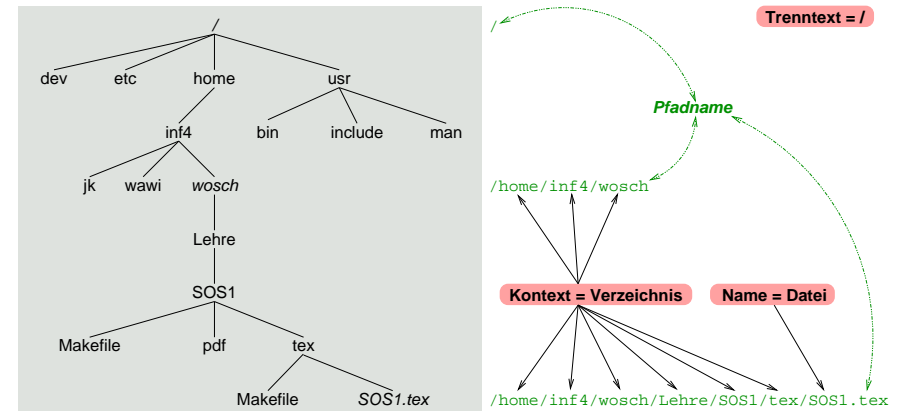 /
dev etc home usr
inf4 bin include man
jk wawi wosch
Lehre
SOS1
Makefile pdf tex
Makefile SOS1.tex
Trenntext = /
/
Pfadname
/home/inf4/wosch
Kontext = Verzeichnis Name = Datei
/home/inf4/wosch/Lehre/SOS1/tex/SOS1.tex